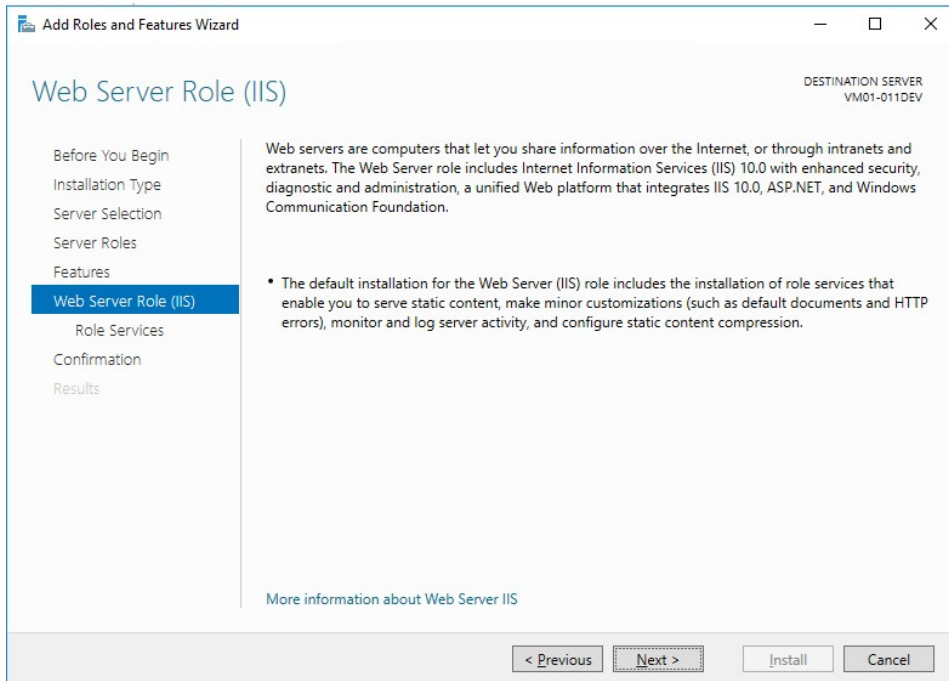 Add Roles and Features Wizard
Web Server Role (IIS)
DESTINATION SERVER
VM01-011DEV
Before You Begin
Installation Type
Server Selection
Server Roles
Features
Web Server Role (IIS)
Role Services
Confirmation
Results
Web servers are computers that let you share information over the Internet, or through intranets and
extranets. The Web Server role includes Internet Information Services (IIS) 10.0 with enhanced security,
diagnostic and administration, a unified Web platform that integrates IIS 10.0, ASP.NET, and Windows
Communication Foundation.
• The default installation for the Web Server (IIS) role includes the installation of role services that
enable you to serve static content, make minor customizations (such as default documents and HTTP
errors), monitor and log server activity, and configure static content compression.
More information about Web Server IIS
< Previous
Next >
Install
Cancel